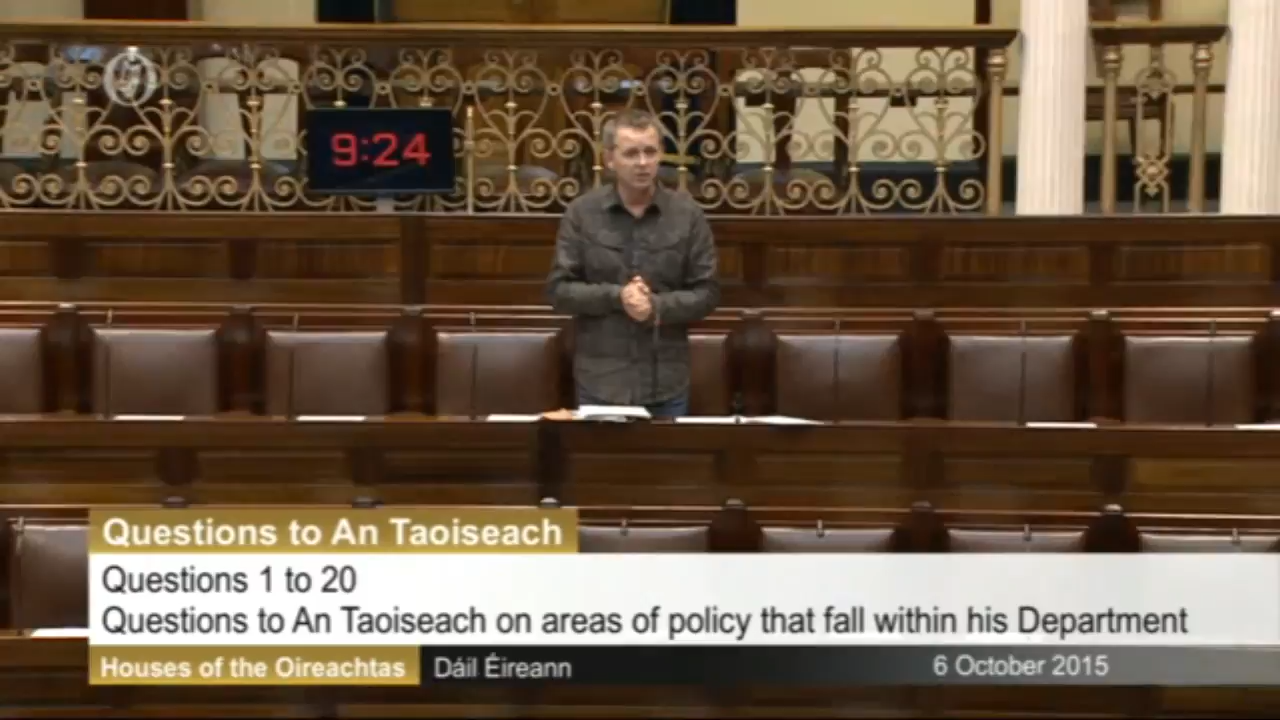 9:24
Questions to An Taoiseach
Questions 1 to 20
Questions to An Taoiseach on areas of policy that fall within his Department
Houses of the Oireachtas Dáil Éireann 6 October 2015